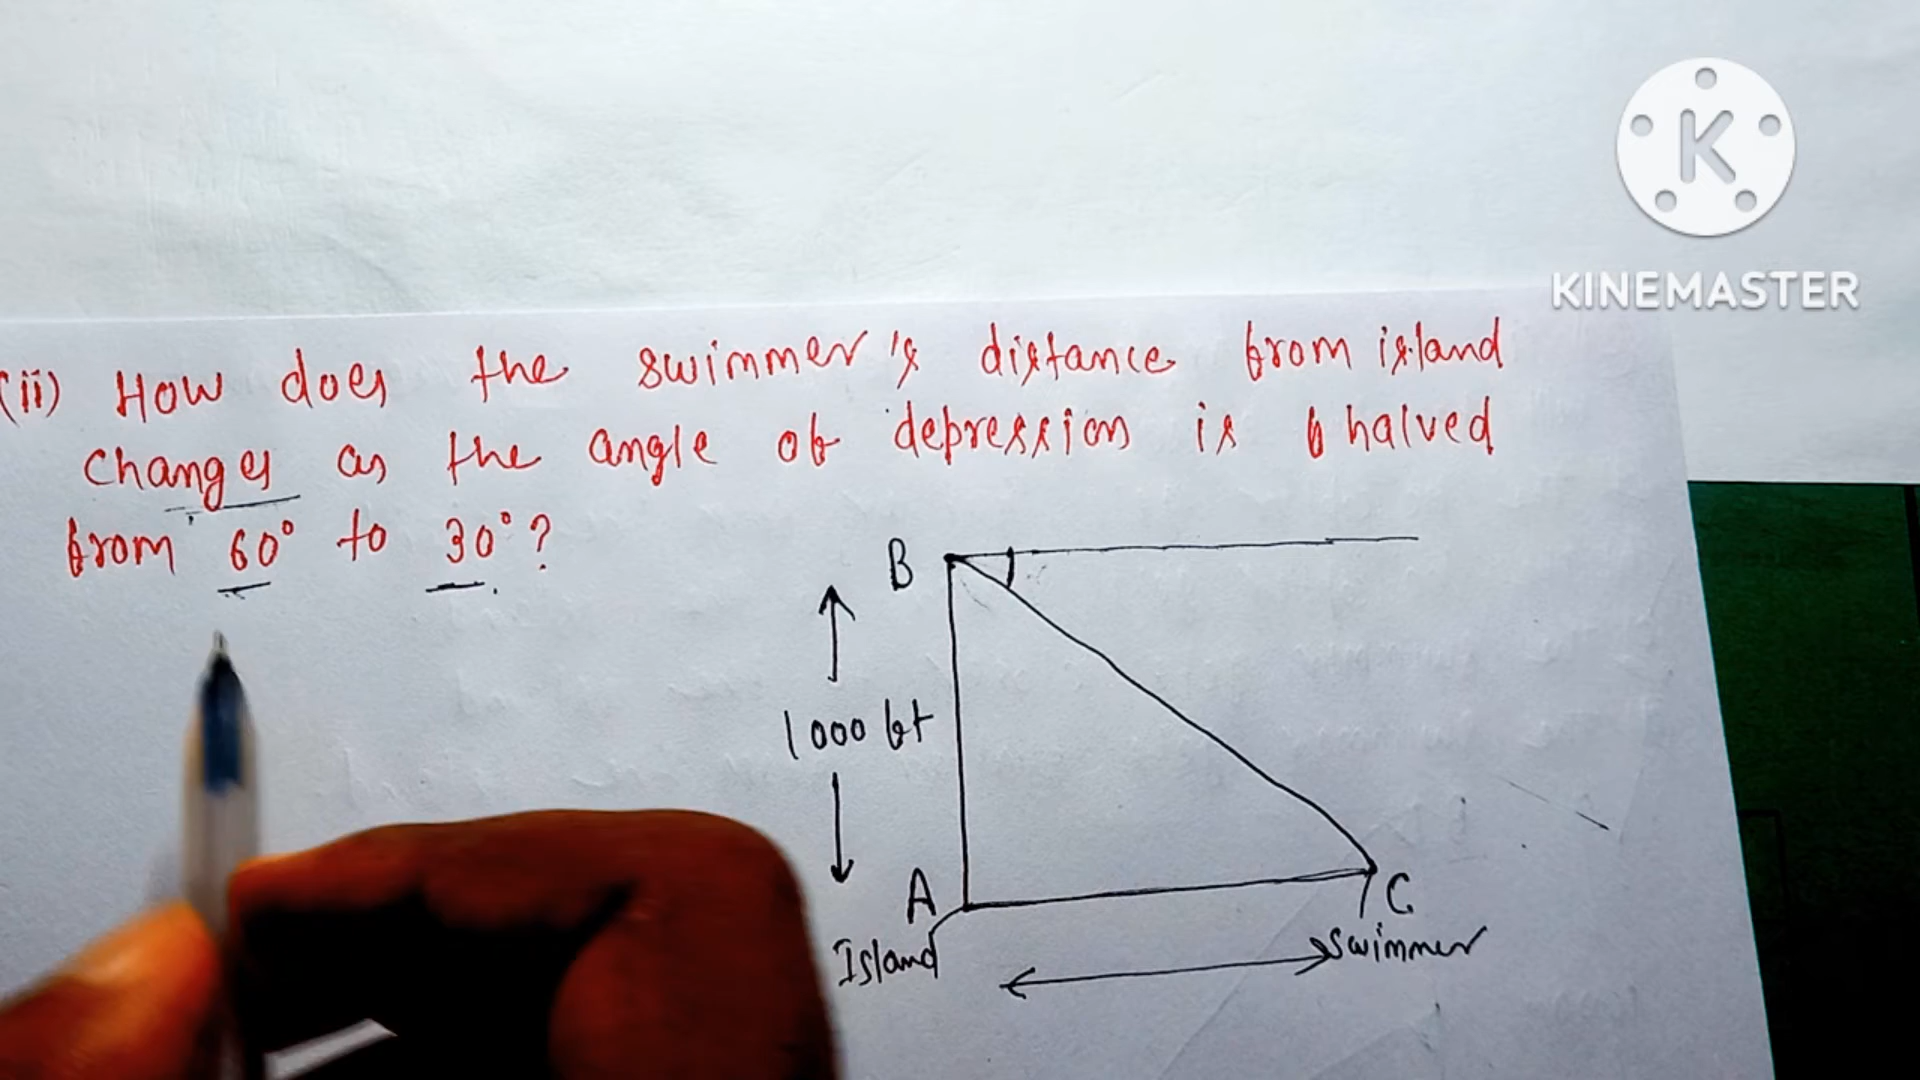 KINEMASTER
(ii) How does the swimmer's distance from island
changes as the angle of depression is halved
from 60° to 30°?
B
1000 ft
A
C
Island
swimmer